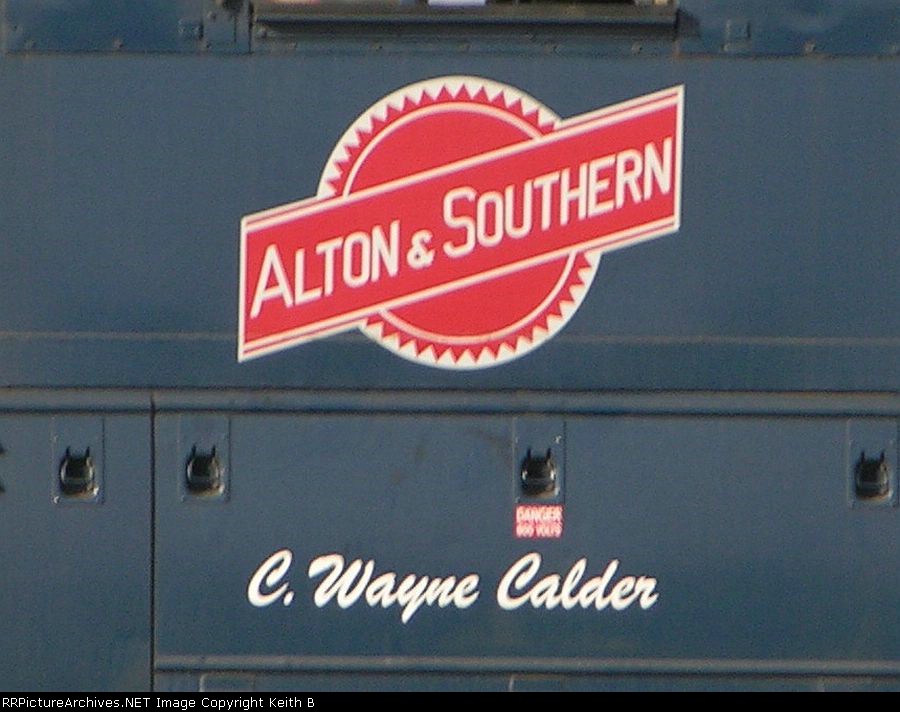 ALTON & SOUTHERN
DANGER
600 VOLTS
C. Wayne Calder
RRPictureArchives.NET Image Copyright Keith B